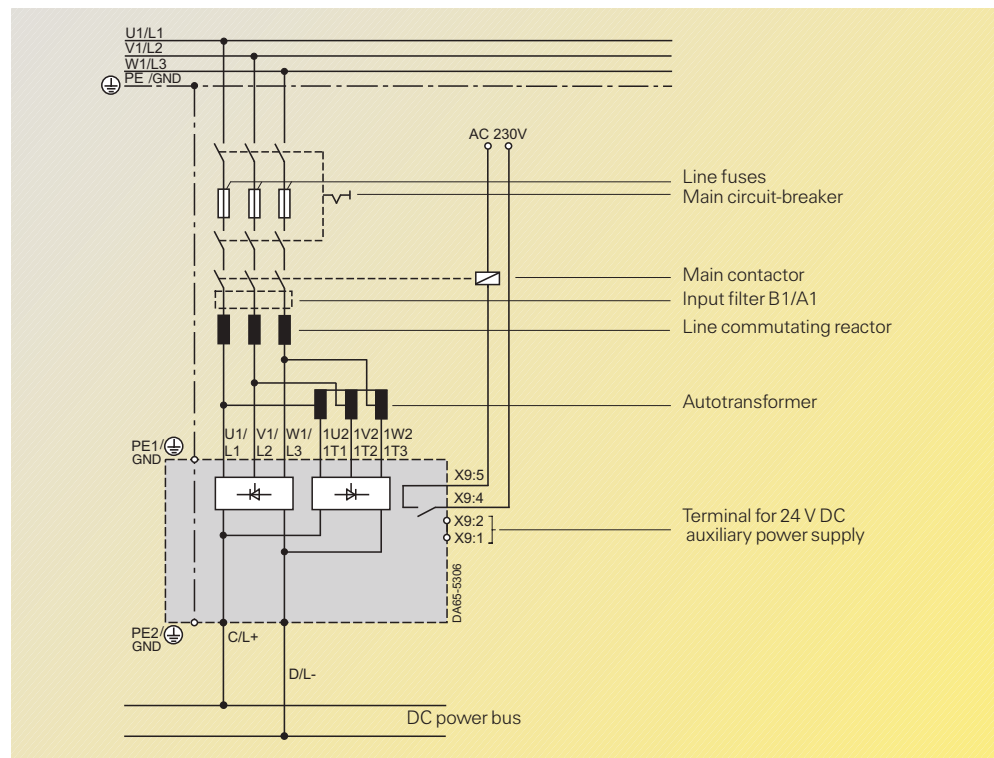 U1/L1
V1/L2
W1/L3
PE /GND
AC 230V
Line fuses
Main circuit-breaker
Main contactor
Input filter B1/A1
Line commutating reactor
Autotransformer
U1/ V1/ W1/ 1U2 1V2 1W2
L1 L2 L3 1T1 1T2 1T3
PE1/
GND
X9:5
X9:4
X9:2
X9:1
Terminal for 24 V DC
auxiliary power supply
DA65-5306
PE2/
GND
C/L+
D/L-
DC power bus